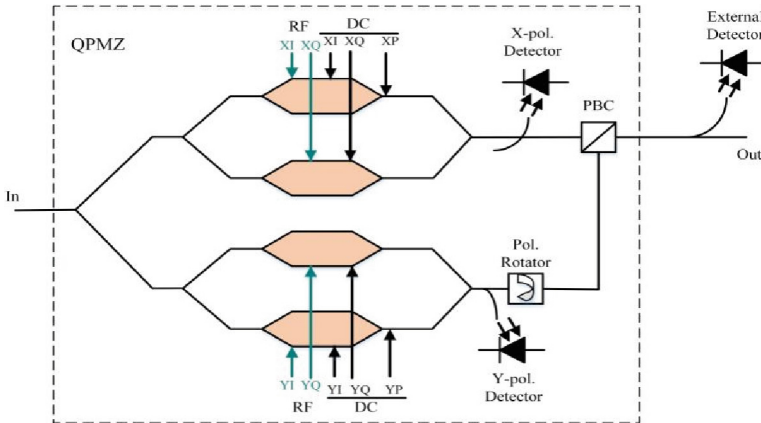 External
Detector
X-pol.
Detector
RF DC
XI XQ XI XQ XP
QPMZ
PBC
Out
In
Pol.
Rotator
YI YQ YI YQ YP
RF DC
Y-pol.
Detector